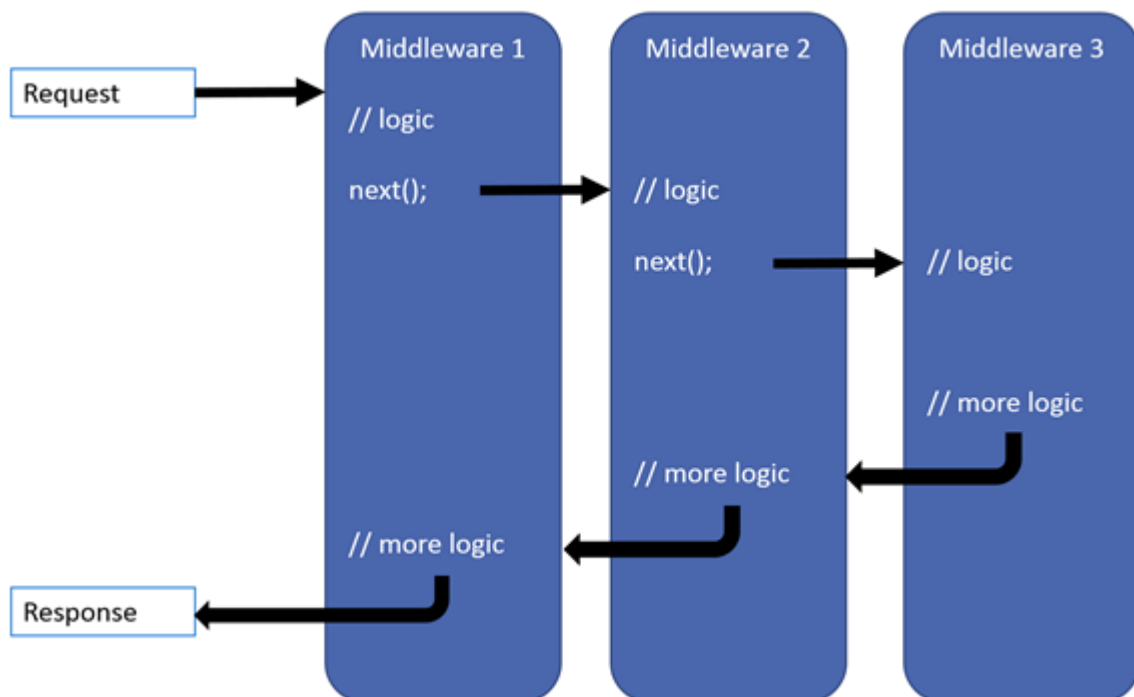 Middleware 1
Middleware 2
Middleware 3
Request
// logic
next();
// logic
next();
// logic
// more logic
// more logic
// more logic
Response